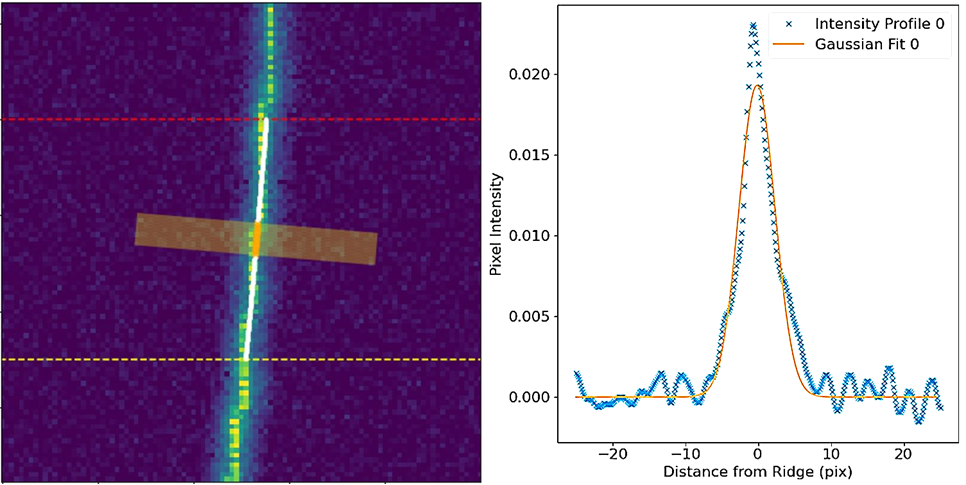 Intensity Profile 0
Gaussian Fit 0
Pixel Intensity
0.020
0.015
0.010
0.005
0.000
−20 −10 0 10 20
Distance from Ridge (pix)